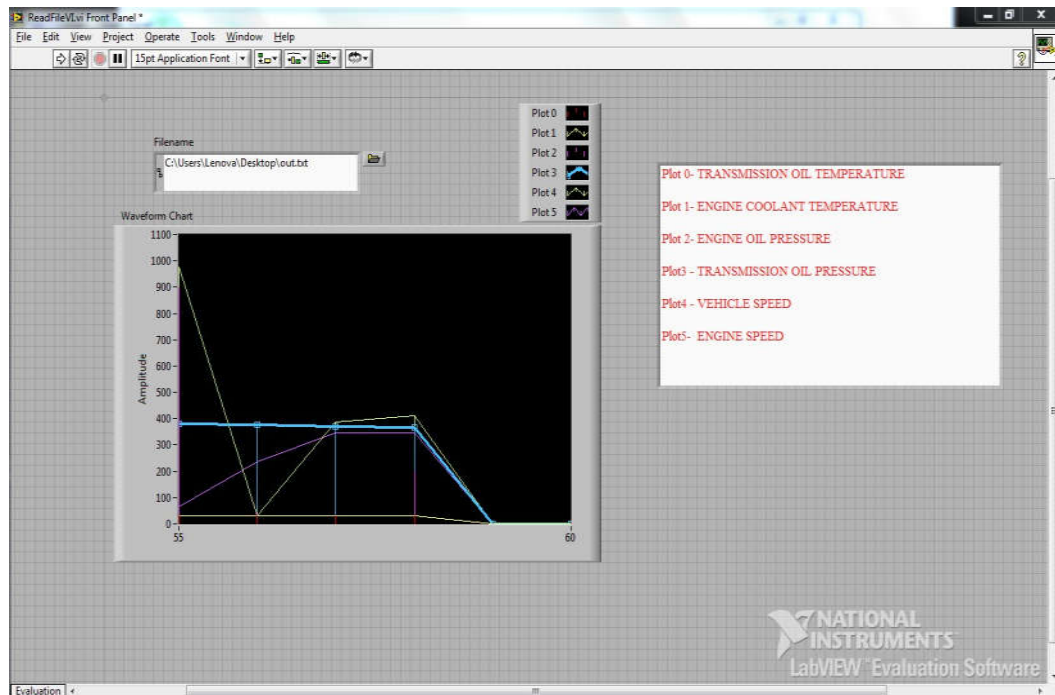 ReadFileVI.vi Front Panel *
File Edit View Project Operate Tools Window Help
15pt Application Font
Plot 0
Plot 1
Plot 2
Plot 3
Plot 4
Plot 5
Filename
C:\Users\Lenova\Desktop\out.txt
Plot 0- TRANSMISSION OIL TEMPERATURE
Plot 1- ENGINE COOLANT TEMPERATURE
Plot 2- ENGINE OIL PRESSURE
Plot3 - TRANSMISSION OIL PRESSURE
Plot4 - VEHICLE SPEED
Plot5- ENGINE SPEED
Waveform Chart
Amplitude
1100
1000
900
800
700
600
500
400
300
200
100
0
55 60
NATIONAL
INSTRUMENTS
LabVIEW™ Evaluation Software
Evaluation